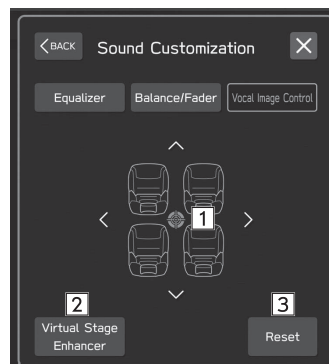 BACK
Sound Customization
Equalizer
Balance/Fader
Vocal Image Control
1
2
3
Virtual Stage
Enhancer
Reset